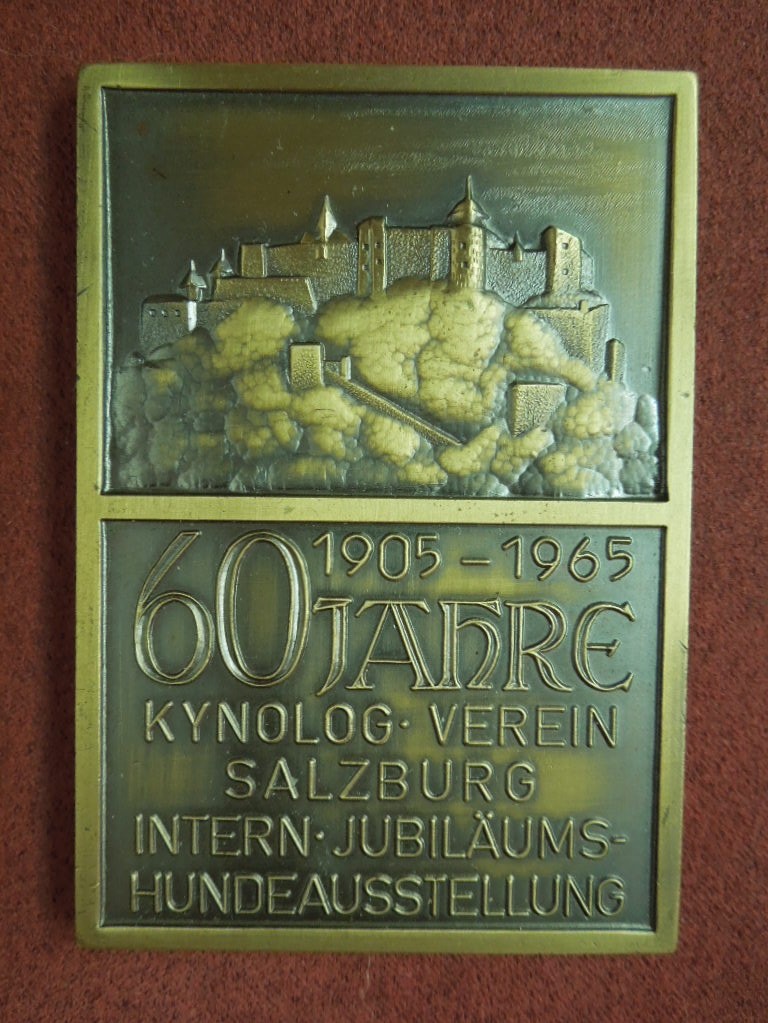 1905 – 1965
60 JAHRE
KYNOLOG· VEREIN
SALZBURG
INTERN· JUBILÄUMS-
HUNDEAUSSTELLUNG